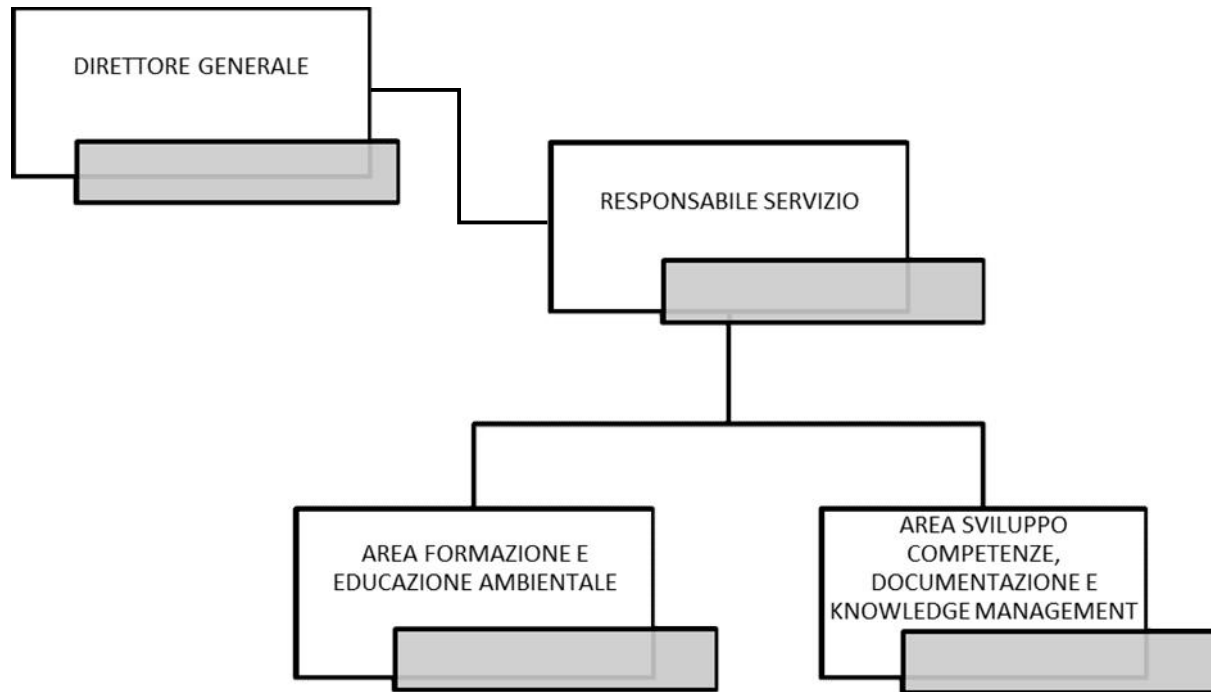 DIRETTORE GENERALE
RESPONSABILE SERVIZIO
AREA FORMAZIONE E
EDUCAZIONE AMBIENTALE
AREA SVILUPPO
COMPETENZE,
DOCUMENTAZIONE E
KNOWLEDGE MANAGEMENT